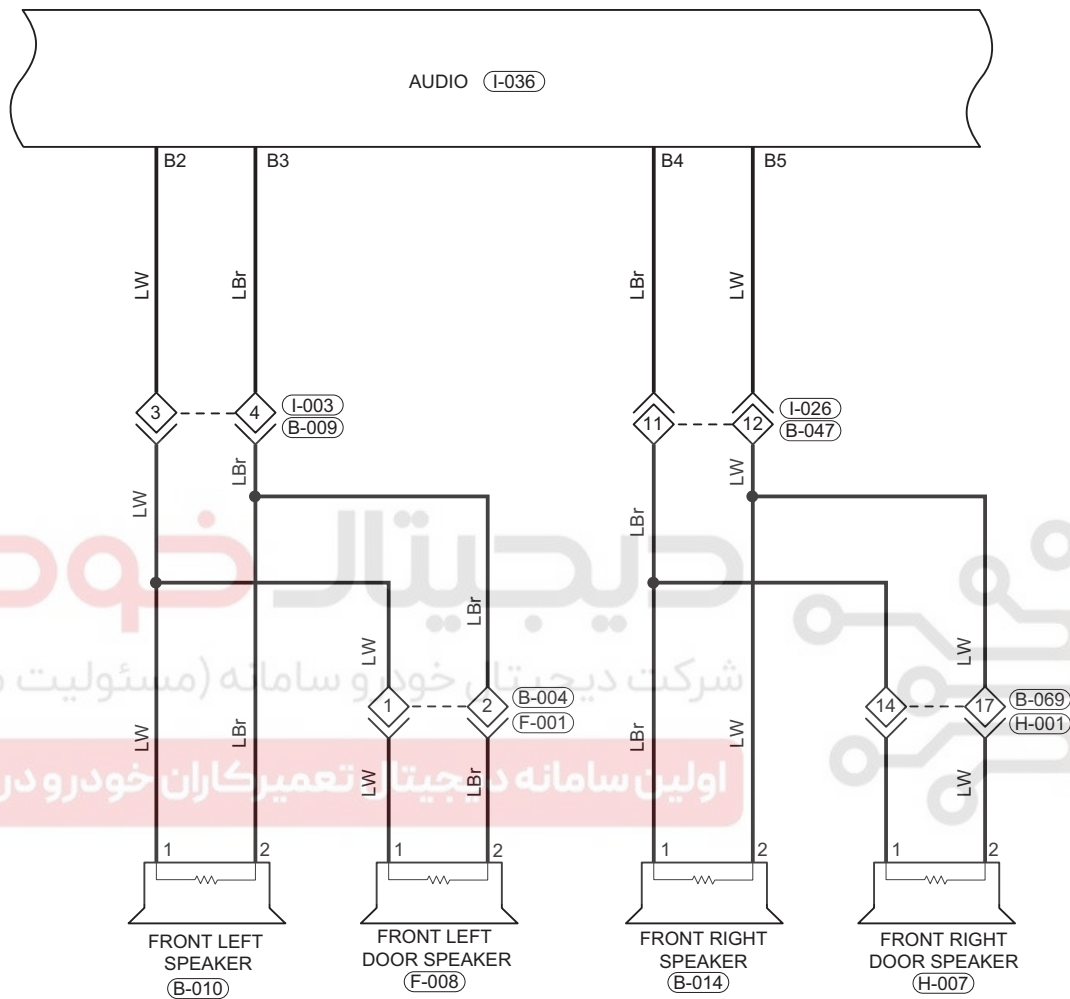 AUDIO I-036
B2 B3 B4 B5
LW LBr LBr LW
3 4 I-003
B-009
11 12 I-026
B-047
LW LBr LBr LW
دیجیتال خودر
LW LBr LW
شرکت دیجیتال خودرو سامانه (مسئولیت
1 2 B-004
F-001
14 17 B-069
H-001
LW LBr LBr LW
اولین سامانه دیجیتال تعمیرکاران خودرو در
LW LBr LW
1 2 1 2 1 2 1 2
FRONT LEFT
SPEAKER
B-010
FRONT LEFT
DOOR SPEAKER
F-008
FRONT RIGHT
SPEAKER
B-014
FRONT RIGHT
DOOR SPEAKER
H-007